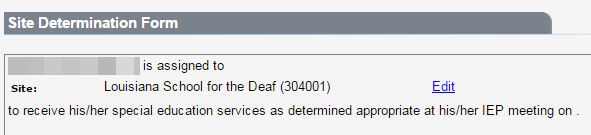 Site Determination Form
is assigned to
Site: Louisiana School for the Deaf (304001) Edit
to receive his/her special education services as determined appropriate at his/her IEP meeting on .